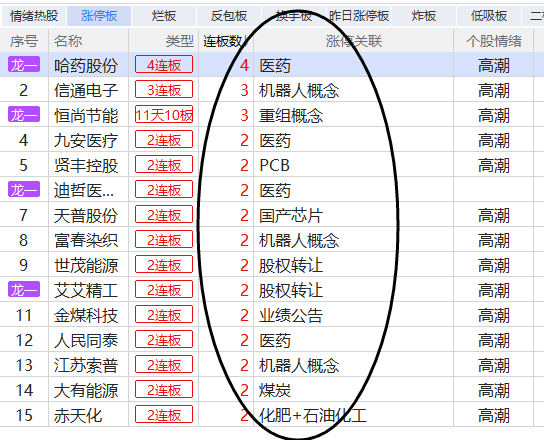 情绪热股 涨停板 烂板 反包板 换手板 昨日涨停板 炸板 低吸板 二
序号 名称 类型 连板数 涨停关联 个股情绪
龙一 哈药股份 4连板 4 医药 高潮
2 信通电子 3连板 3 机器人概念 高潮
龙一 恒尚节能 11天10板 3 重组概念 高潮
4 九安医疗 2连板 2 医药 高潮
5 贤丰控股 2连板 2 PCB 高潮
龙一 迪哲医... 2连板 2 医药
7 天普股份 2连板 2 国产芯片 高潮
8 富春染织 2连板 2 机器人概念 高潮
9 世茂能源 2连板 2 股权转让 高潮
龙一 艾艾精工 2连板 2 股权转让 高潮
11 金煤科技 2连板 2 业绩公告 高潮
12 人民同泰 2连板 2 医药 高潮
13 江苏索普 2连板 2 机器人概念 高潮
14 大有能源 2连板 2 煤炭 高潮
15 赤天化 2连板 2 化肥+石油化工 高潮